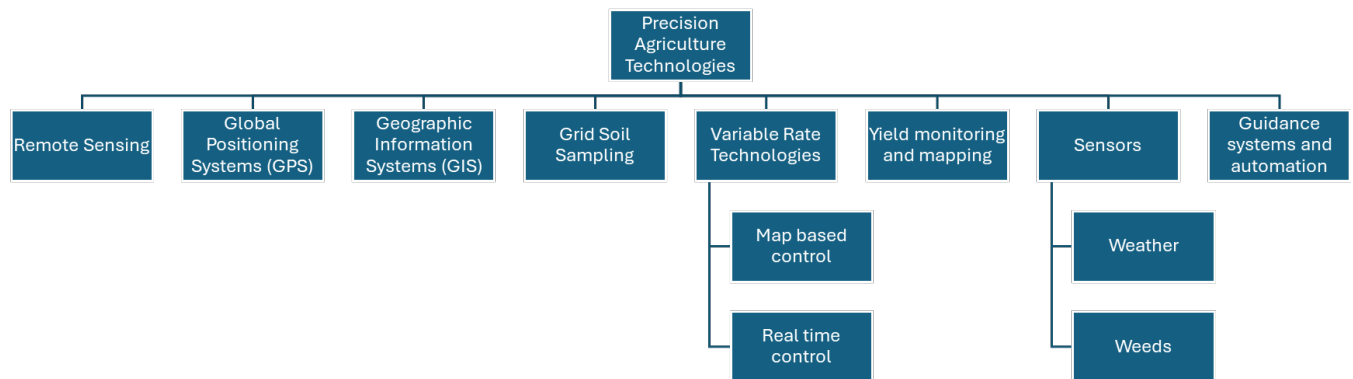 Precision
Agriculture
Technologies
Remote Sensing
Global
Positioning
Systems (GPS)
Geographic
Information
Systems (GIS)
Grid Soil
Sampling
Variable Rate
Technologies
Yield monitoring
and mapping
Sensors
Guidance
systems and
automation
Map based
control
Real time
control
Weather
Weeds